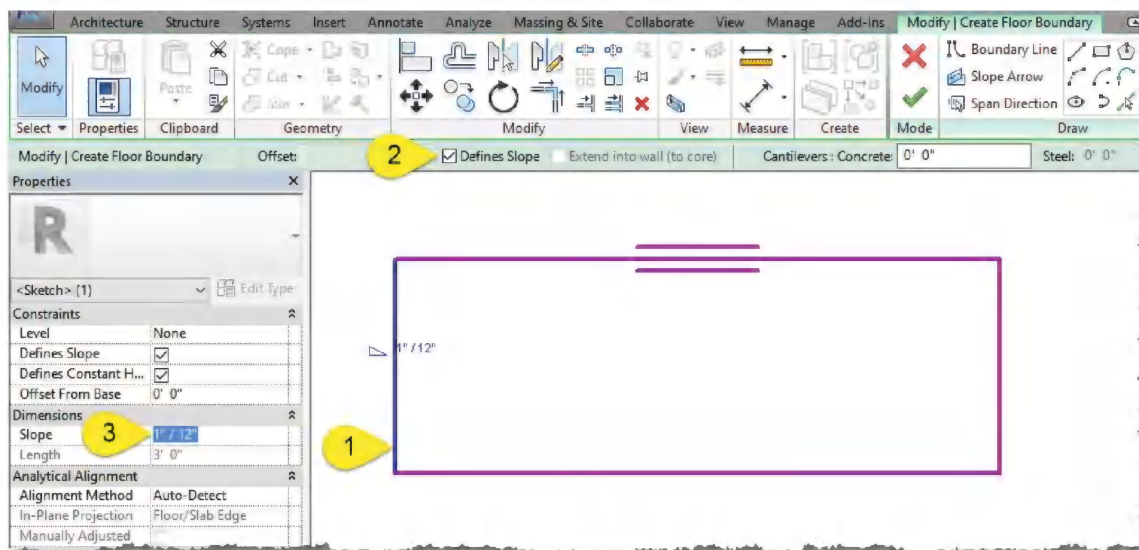 Architecture Structure Systems Insert Annotate Analyze Massing & Site Collaborate View Manage Add-Ins Modify | Create Floor Boundary
Modify
Paste
Cope
Cut
Join
Boundary Line
Slope Arrow
Span Direction
Select Properties Clipboard Geometry Modify View Measure Create Mode Draw
Modify | Create Floor Boundary Offset: 2 Defines Slope Extend into wall (to core) Cantilevers : Concrete: 0' 0" Steel: 0' 0"
Properties X
R
<Sketch> (1) Edit Type
Constraints
Level None
Defines Slope
Defines Constant H...
Offset From Base 0' 0"
Dimensions
Slope 3 1" / 12"
Length 3' 0"
Analytical Alignment
Alignment Method Auto-Detect
In-Plane Projection Floor/Slab Edge
Manually Adjusted
1" / 12"
1